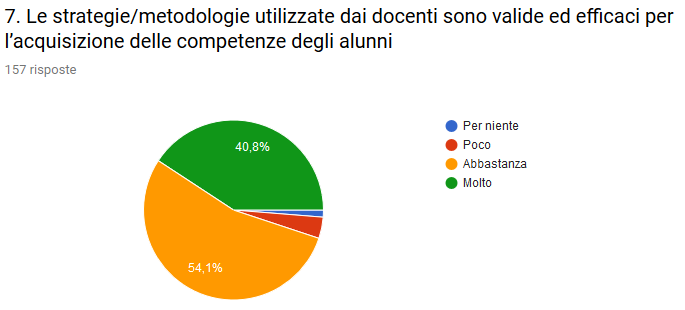 7. Le strategie/metodologie utilizzate dai docenti sono valide ed efficaci per
l’acquisizione delle competenze degli alunni
157 risposte
40,8%
54,1%
Per niente
Poco
Abbastanza
Molto